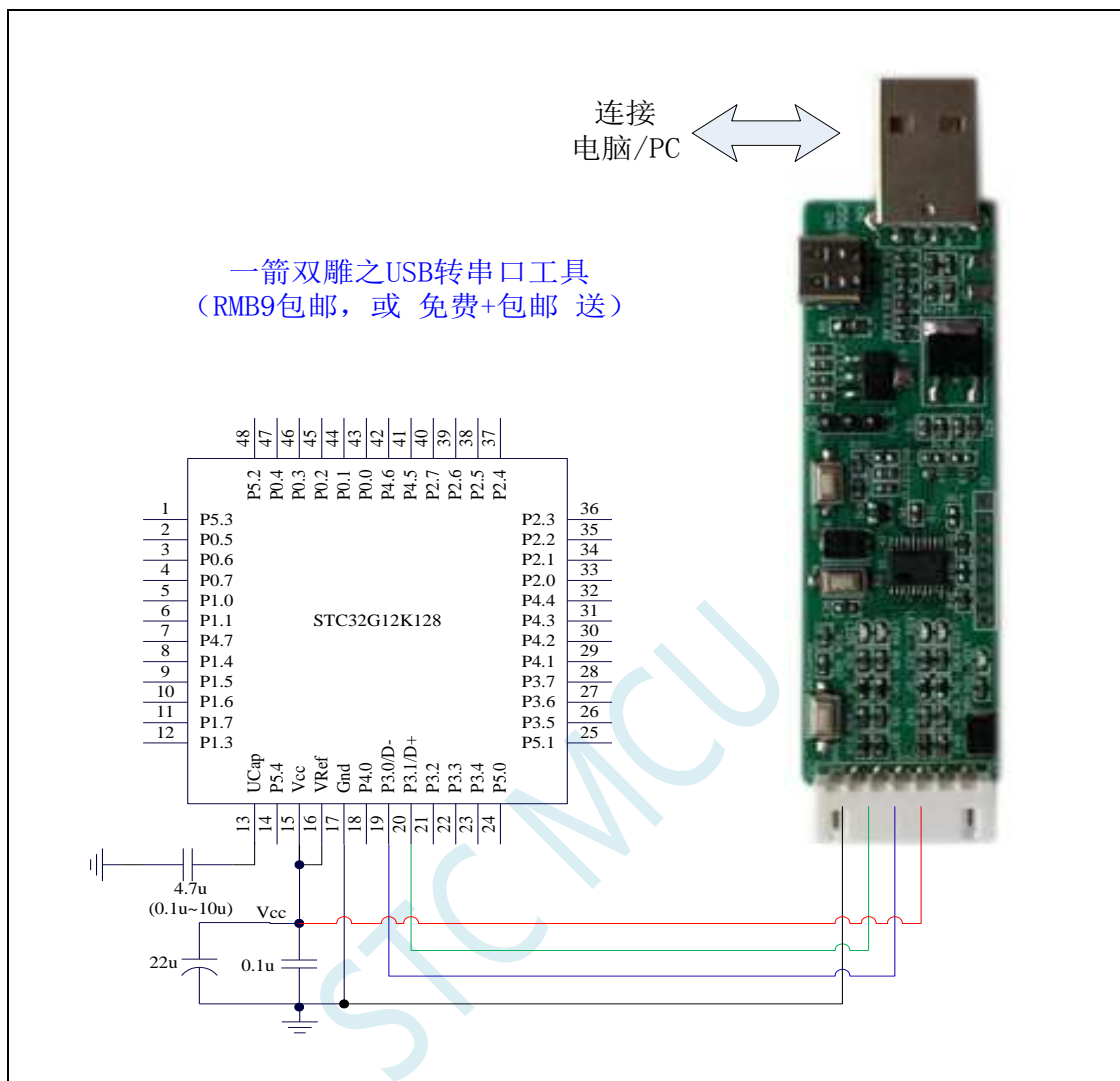 连接
电脑/PC
一箭双雕之USB转串口工具
（RMB9包邮，或 免费+包邮 送）
48 47 46 45 44 43 42 41 40 39 38 37
P5.2 P0.4 P0.3 P0.2 P0.1 P0.0 P4.6 P4.5 P2.7 P2.6 P2.5 P2.4
1 P5.3 P2.3 36
2 P0.5 P2.2 35
3 P0.6 P2.1 34
4 P0.7 P2.0 33
5 P1.0 P4.4 32
6 P1.1 STC32G12K128 P4.3 31
7 P4.7 P4.2 30
8 P1.4 P4.1 29
9 P1.5 P3.7 28
10 P1.6 P3.6 27
11 P1.7 P3.5 26
12 P1.3 P5.1 25
UCap P5.4 Vcc VRef Gnd P4.0 P3.0/D- P3.1/D+ P3.2 P3.3 P3.4 P5.0
13 14 15 16 17 18 19 20 21 22 23 24
4.7u
(0.1u~10u)
Vcc
22u
0.1u
STC MCU